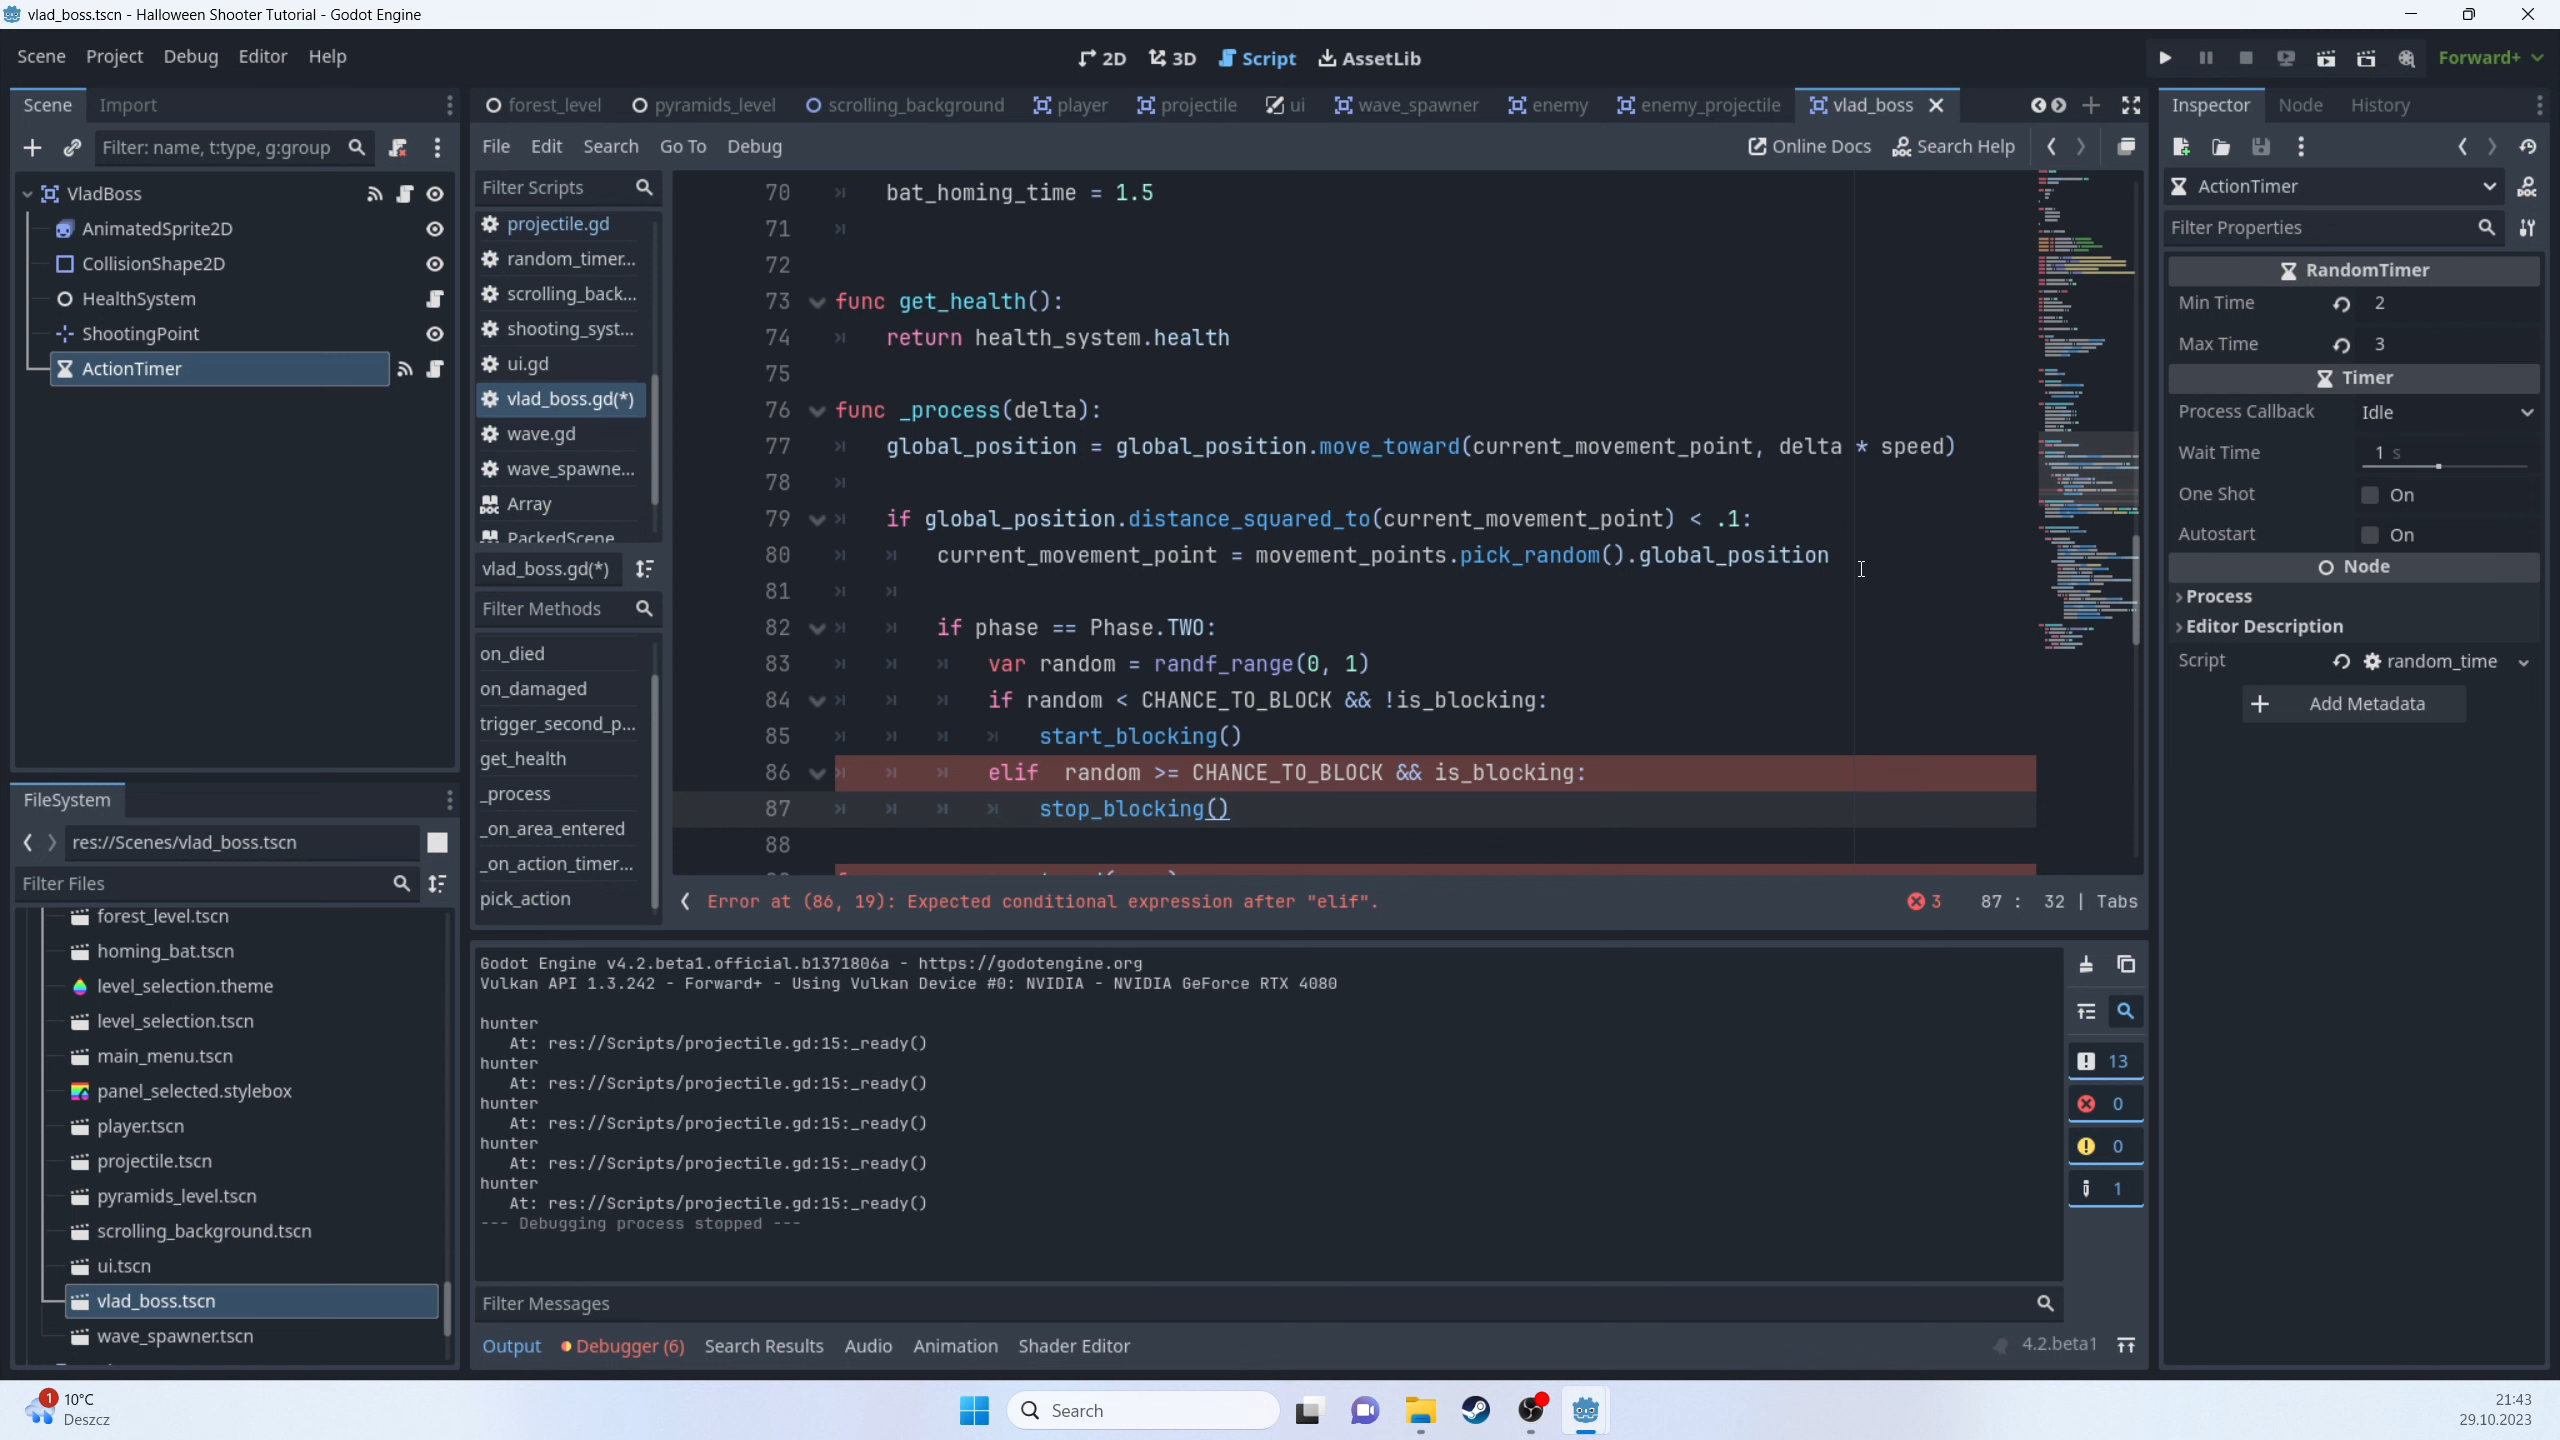 vlad_boss.tscn - Halloween Shooter Tutorial - Godot Engine
Scene Project Debug Editor Help
2D 3D Script AssetLib
Forward+
Scene Import
forest_level pyramids_level scrolling_background player projectile ui wave_spawner enemy enemy_projectile vlad_boss
Inspector Node History
Filter: name, t:type, g:group
File Edit Search Go To Debug
Online Docs Search Help
VladBoss
AnimatedSprite2D
CollisionShape2D
HealthSystem
ShootingPoint
ActionTimer
Filter Scripts
projectile.gd
random_timer...
scrolling_back...
shooting_syst...
ui.gd
vlad_boss.gd(*)
wave.gd
wave_spawne...
Array
PackedScene
vlad_boss.gd(*)
Filter Methods
on_died
on_damaged
trigger_second_p...
get_health
_process
_on_area_entered
_on_action_timer...
pick_action
70 bat_homing_time = 1.5
71
72
73 func get_health():
74 return health_system.health
75
76 func _process(delta):
77 global_position = global_position.move_toward(current_movement_point, delta * speed)
78
79 if global_position.distance_squared_to(current_movement_point) < .1:
80 current_movement_point = movement_points.pick_random().global_position
81
82 if phase == Phase.TWO:
83 var random = randf_range(0, 1)
84 if random < CHANCE_TO_BLOCK && !is_blocking:
85 start_blocking()
86 elif  random >= CHANCE_TO_BLOCK && is_blocking:
87 stop_blocking()
88
Error at (86, 19): Expected conditional expression after "elif".
3 87 : 32 | Tabs
ActionTimer
Filter Properties
RandomTimer
Min Time 2
Max Time 3
Timer
Process Callback Idle
Wait Time 1 s
One Shot On
Autostart On
Node
Process
Editor Description
Script random_time
Add Metadata
FileSystem
res://Scenes/vlad_boss.tscn
Filter Files
forest_level.tscn
homing_bat.tscn
level_selection.theme
level_selection.tscn
main_menu.tscn
panel_selected.stylebox
player.tscn
projectile.tscn
pyramids_level.tscn
scrolling_background.tscn
ui.tscn
vlad_boss.tscn
wave_spawner.tscn
Godot Engine v4.2.beta1.official.b1371806a - https://godotengine.org
Vulkan API 1.3.242 - Forward+ - Using Vulkan Device #0: NVIDIA - NVIDIA GeForce RTX 4080
hunter
At: res://Scripts/projectile.gd:15:_ready()
hunter
At: res://Scripts/projectile.gd:15:_ready()
hunter
At: res://Scripts/projectile.gd:15:_ready()
hunter
At: res://Scripts/projectile.gd:15:_ready()
hunter
At: res://Scripts/projectile.gd:15:_ready()
--- Debugging process stopped ---
13
0
0
1
Filter Messages
Output Debugger (6) Search Results Audio Animation Shader Editor
4.2.beta1
1
10°C
Deszcz
Search
21:43
29.10.2023